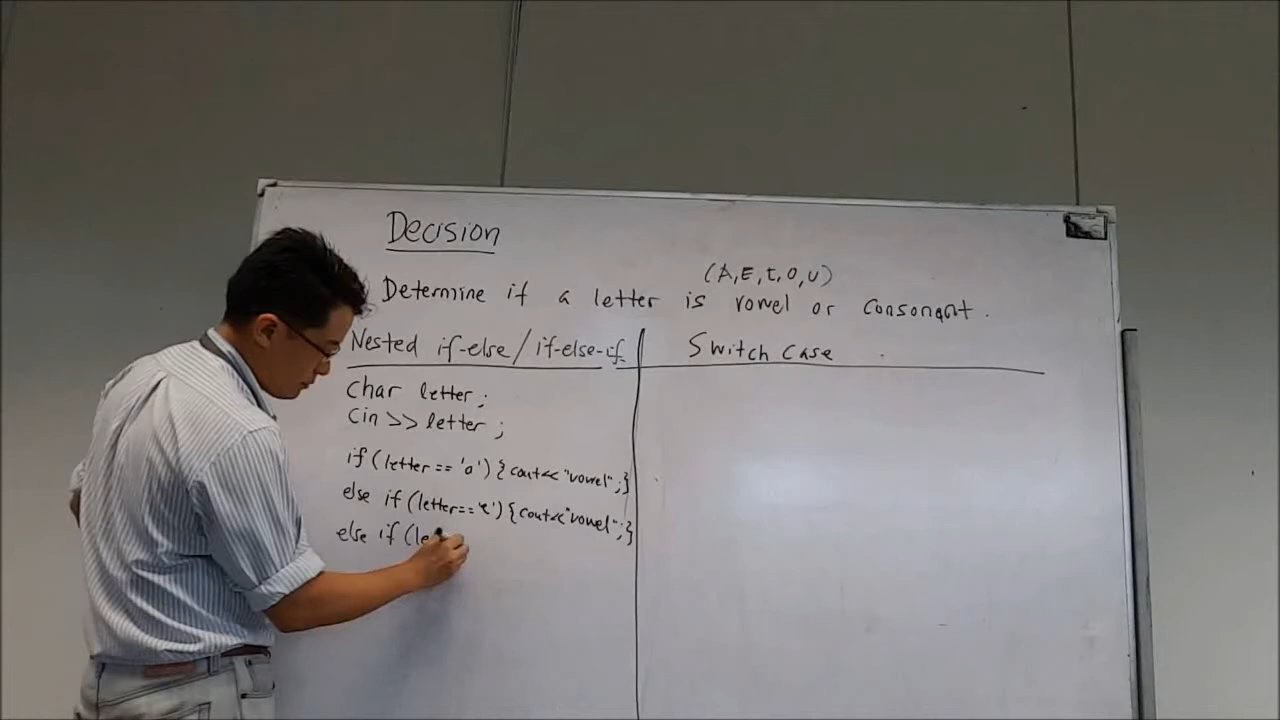 Decision
(A, E, I, O, U)
Determine if a letter is vowel or consonant.
Nested if-else / if-else-if
Switch Case
char letter;
Cin >> letter;
if (letter == 'a') {cout<< "vowel";}
else if (letter== 'e') {cout<< "vowel";}
else if (le